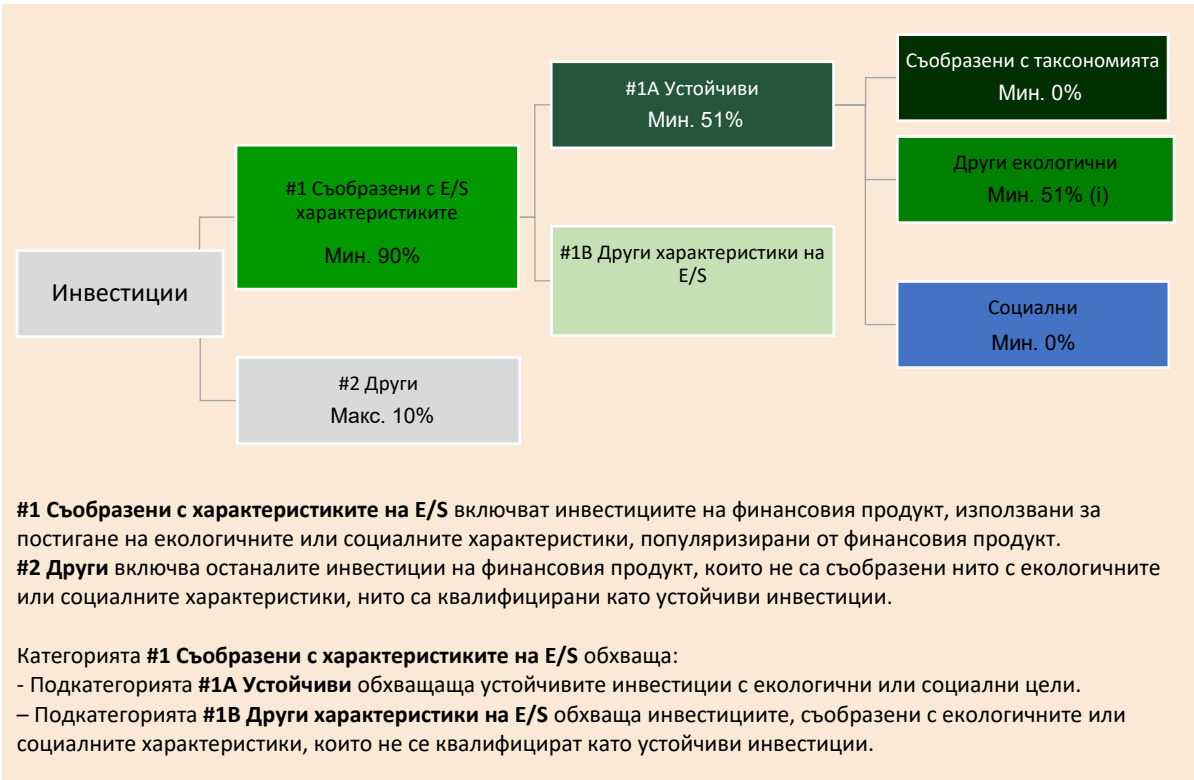 Съобразени с таксономията
Мин. 0%
#1A Устойчиви
Мин. 51%
Други екологични
Мин. 51% (i)
#1 Съобразени с E/S
характеристиките
Мин. 90%
#1B Други характеристики на
E/S
Инвестиции
Социални
Мин. 0%
#2 Други
Макс. 10%
#1 Съобразени с характеристиките на E/S включват инвестициите на финансовия продукт, използвани за
постигане на екологичните или социалните характеристики, популяризирани от финансовия продукт.
#2 Други включва останалите инвестиции на финансовия продукт, които не са съобразени нито с екологичните
или социалните характеристики, нито са квалифицирани като устойчиви инвестиции.
Категорията #1 Съобразени с характеристиките на E/S обхваща:
- Подкатегорията #1A Устойчиви обхващаща устойчивите инвестиции с екологични или социални цели.
– Подкатегорията #1B Други характеристики на E/S обхваща инвестициите, съобразени с екологичните или
социалните характеристики, които не се квалифицират като устойчиви инвестиции.